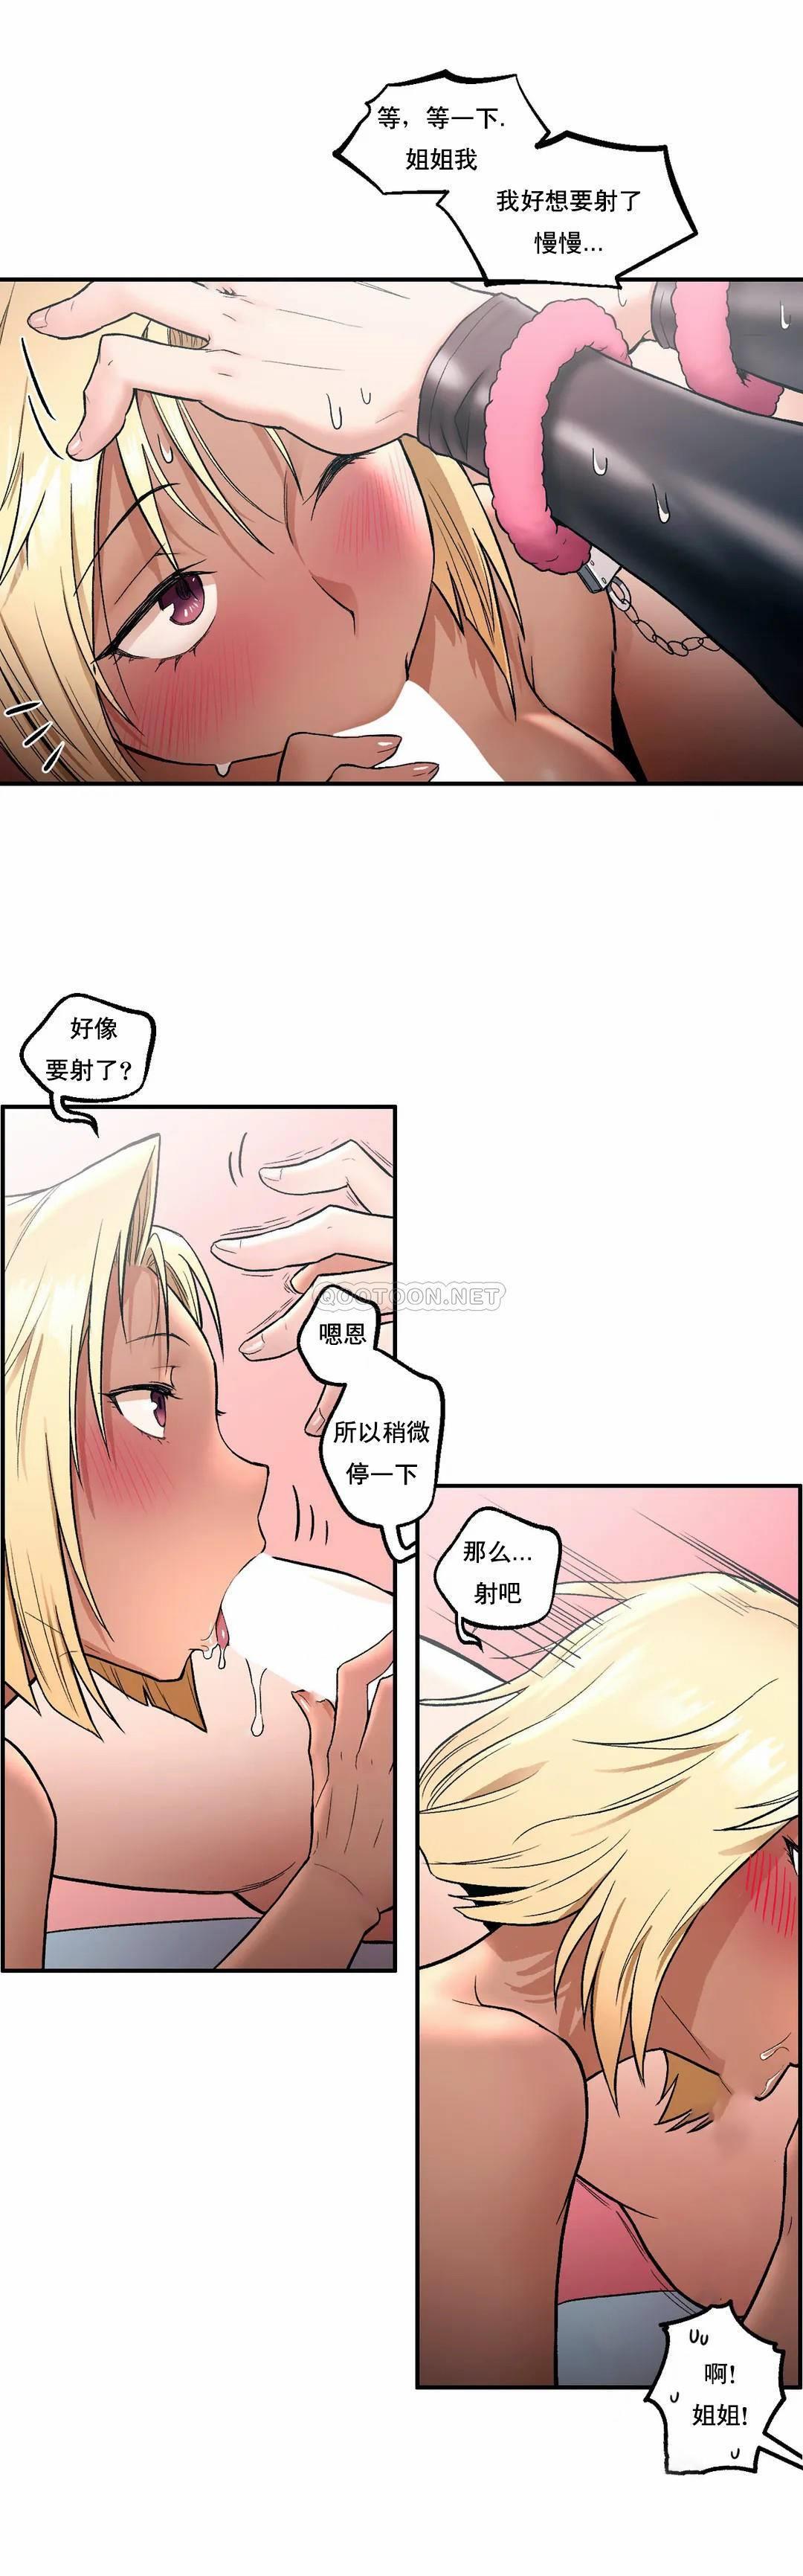 等，等一下.
姐姐我
我好想要射了
慢慢...
好像
要射了?
QOOTOON.NET
嗯恩
所以稍微
停一下
那么...
射吧
啊!
姐姐!